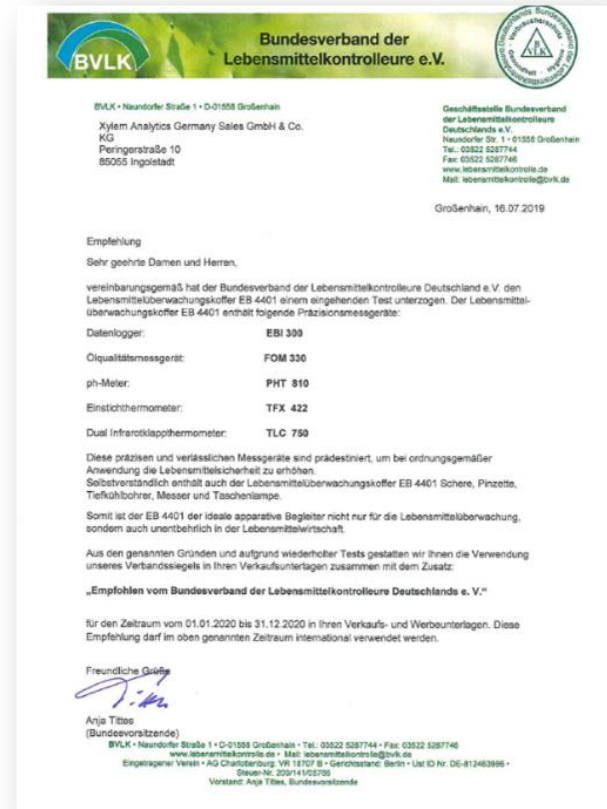 BVLK
Bundesverband der
Lebensmittelkontrolleure e.V.
BVLK • Naundorfer Straße 1 • D-01558 Großenhain
Xylem Analytics Germany Sales GmbH & Co.
KG
Peringerstraße 10
85055 Ingolstadt
Geschäftsstelle Bundesverband
der Lebensmittelkontrolleure
Deutschlands e.V.
Naundorfer Str. 1 • 01558 Großenhain
Tel.: 03522 5287744
Fax: 03522 5287746
www.lebensmittelkontrolle.de
Mail: lebensmittelkontrolle@bvlk.de
Großenhain, 16.07.2019
Empfehlung
Sehr geehrte Damen und Herren,
vereinbarungsgemäß hat der Bundesverband der Lebensmittelkontrolleure Deutschland e.V. den
Lebensmittelüberwachungskoffer EB 4401 einem eingehenden Test unterzogen. Der Lebensmittel-
überwachungskoffer EB 4401 enthält folgende Präzisionsmessgeräte:
Datenlogger: EBI 300
Ölqualitätsmessgerät: FOM 330
ph-Meter: PHT 810
Einstichthermometer: TFX 422
Dual Infrarotklappthermometer: TLC 750
Diese präzisen und verlässlichen Messgeräte sind prädestiniert, um bei ordnungsgemäßer
Anwendung die Lebensmittelsicherheit zu erhöhen.
Selbstverständlich enthält auch der Lebensmittelüberwachungskoffer EB 4401 Schere, Pinzette,
Tiefkühlbohrer, Messer und Taschenlampe.
Somit ist der EB 4401 der ideale apparative Begleiter nicht nur für die Lebensmittelüberwachung,
sondern auch unentbehrlich in der Lebensmittelwirtschaft.
Aus den genannten Gründen und aufgrund wiederholter Tests gestatten wir Ihnen die Verwendung
unseres Verbandssiegels in Ihren Verkaufsunterlagen zusammen mit dem Zusatz:
„Empfohlen vom Bundesverband der Lebensmittelkontrolleure Deutschlands e. V.“
für den Zeitraum vom 01.01.2020 bis 31.12.2020 in Ihren Verkaufs- und Werbeunterlagen. Diese
Empfehlung darf im oben genannten Zeitraum international verwendet werden.
Freundliche Grüße
Anja Tittes
(Bundesvorsitzende)
BVLK • Naundorfer Straße 1 • D-01558 Großenhain • Tel.: 03522 5287744 • Fax: 03522 5287746
www.lebensmittelkontrolle.de • Mail: lebensmittelkontrolle@bvlk.de
Eingetragener Verein • AG Charlottenburg: VR 18707 B • Gerichtsstand: Berlin • Ust ID Nr. DE-812463986 •
Steuer-Nr. 209/141/05766
Vorstand: Anja Tittes, Bundesvorsitzende